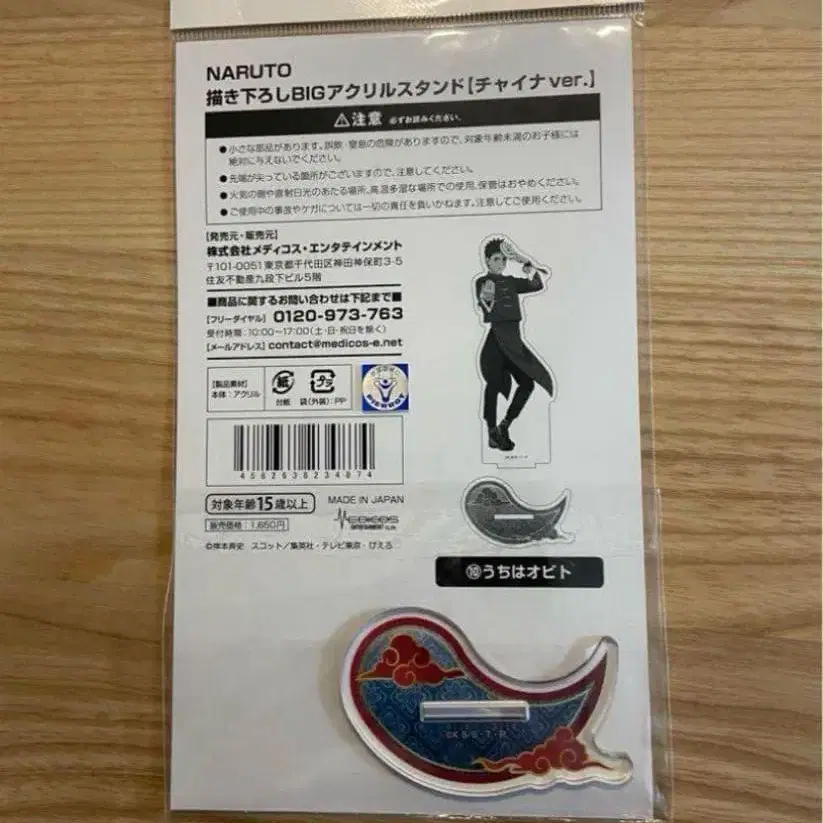 NARUTO
描き下ろしBIGアクリルスタンド【チャイナver.】
⚠注意 必ずお読みください。
●小さな部品があります。誤飲・窒息の危険がありますので、対象年齢未満のお子様には
絶対に与えないでください。
●先端が尖っている箇所がございますので、注意してください。
●火気の側や直射日光のあたる場所、高温多湿な場所での使用、保管はおやめください。
●ご使用中の事故やケガについては一切の責任を負いかねます。注意してご使用ください。
【発売元・販売元】
株式会社メディコス・エンタテインメント
〒101-0051 東京都千代田区神田神保町3-5
住友不動産九段下ビル5階
■商品に関するお問い合わせは下記まで■
【フリーダイヤル】 0120-973-763
受付時間:10:00~17:00(土・日・祝日を除く)
【メールアドレス】 contact@medicos-e.net
【製品素材】
本体:アクリル
紙
台紙
プラ
袋(外装):PP
PIERROT
4562638234874
対象年齢15歳以上
販売価格:1,650円
MADE IN JAPAN
MEDICOS
ENTERTAINMENT
©岸本斉史 スコット/集英社・テレビ東京・ぴえろ
⑩うちはオビト
©K S S・T・P